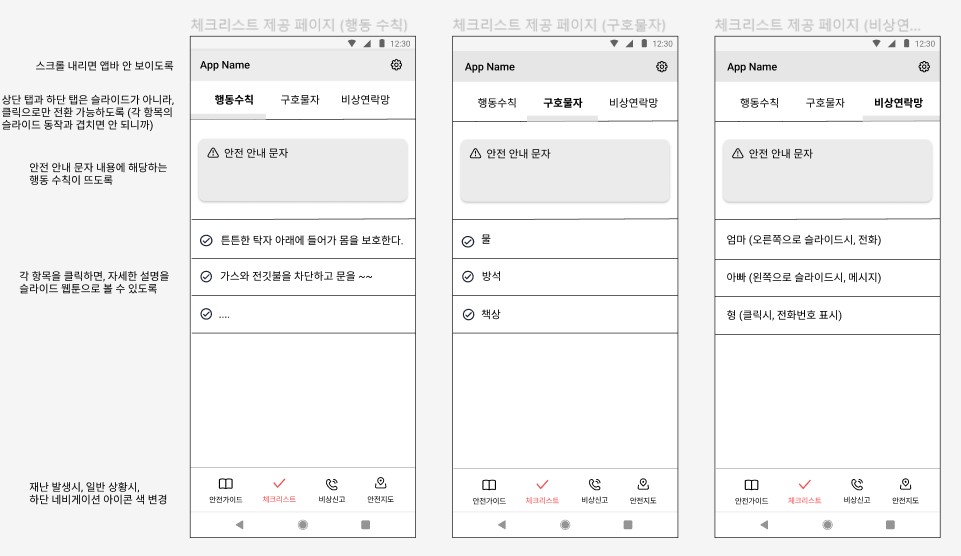 체크리스트 제공 페이지 (행동 수칙)
체크리스트 제공 페이지 (구호물자)
체크리스트 제공 페이지 (비상연...
스크롤 내리면 앱바 안 보이도록
상단 탭과 하단 탭은 슬라이드가 아니라,
클릭으로만 전환 가능하도록 (각 항목의
슬라이드 동작과 겹치면 안 되니까)
안전 안내 문자 내용에 해당하는
행동 수칙이 뜨도록
각 항목을 클릭하면, 자세한 설명을
슬라이드 웹툰으로 볼 수 있도록
재난 발생시, 일반 상황시,
하단 네비게이션 아이콘 색 변경
12:30
App Name
행동수칙 구호물자 비상연락망
안전 안내 문자
튼튼한 탁자 아래에 들어가 몸을 보호한다.
가스와 전깃불을 차단하고 문을 ~~
....
안전가이드 체크리스트 비상신고 안전지도
12:30
App Name
행동수칙 구호물자 비상연락망
안전 안내 문자
물
방석
책상
안전가이드 체크리스트 비상신고 안전지도
12:30
App Name
행동수칙 구호물자 비상연락망
안전 안내 문자
엄마 (오른쪽으로 슬라이드시, 전화)
아빠 (왼쪽으로 슬라이드시, 메시지)
형 (클릭시, 전화번호 표시)
안전가이드 체크리스트 비상신고 안전지도